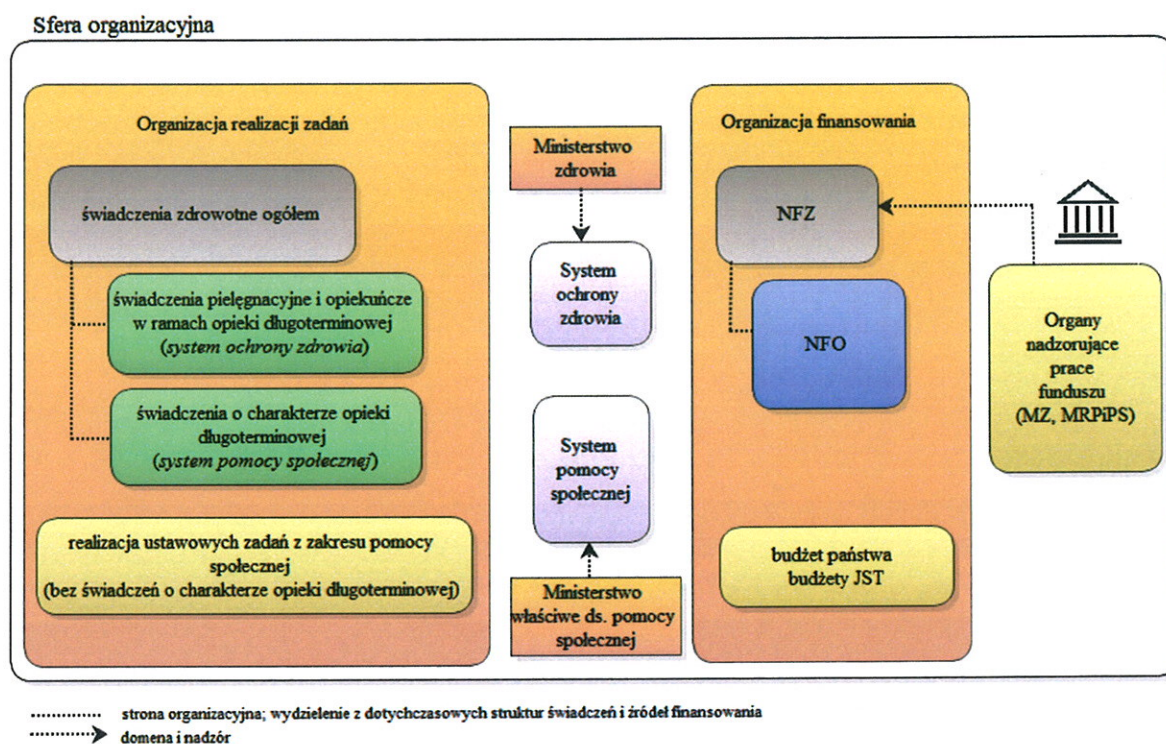 Sfera organizacyjna
Organizacja realizacji zadań
świadczenia zdrowotne ogółem
świadczenia pielęgnacyjne i opiekuńcze
w ramach opieki długoterminowej
(system ochrony zdrowia)
świadczenia o charakterze opieki
długoterminowej
(system pomocy społecznej)
realizacja ustawowych zadań z zakresu pomocy
społecznej
(bez świadczeń o charakterze opieki długoterminowej)
Ministerstwo
zdrowia
System
ochrony
zdrowia
System
pomocy
społecznej
Ministerstwo
właściwe ds. pomocy
społecznej
Organizacja finansowania
NFZ
NFO
budżet państwa
budżety JST
Organy
nadzorujące
prace
funduszu
(MZ, MRPiPS)
strona organizacyjna; wydzielenie z dotychczasowych struktur świadczeń i źródeł finansowania
domena i nadzór